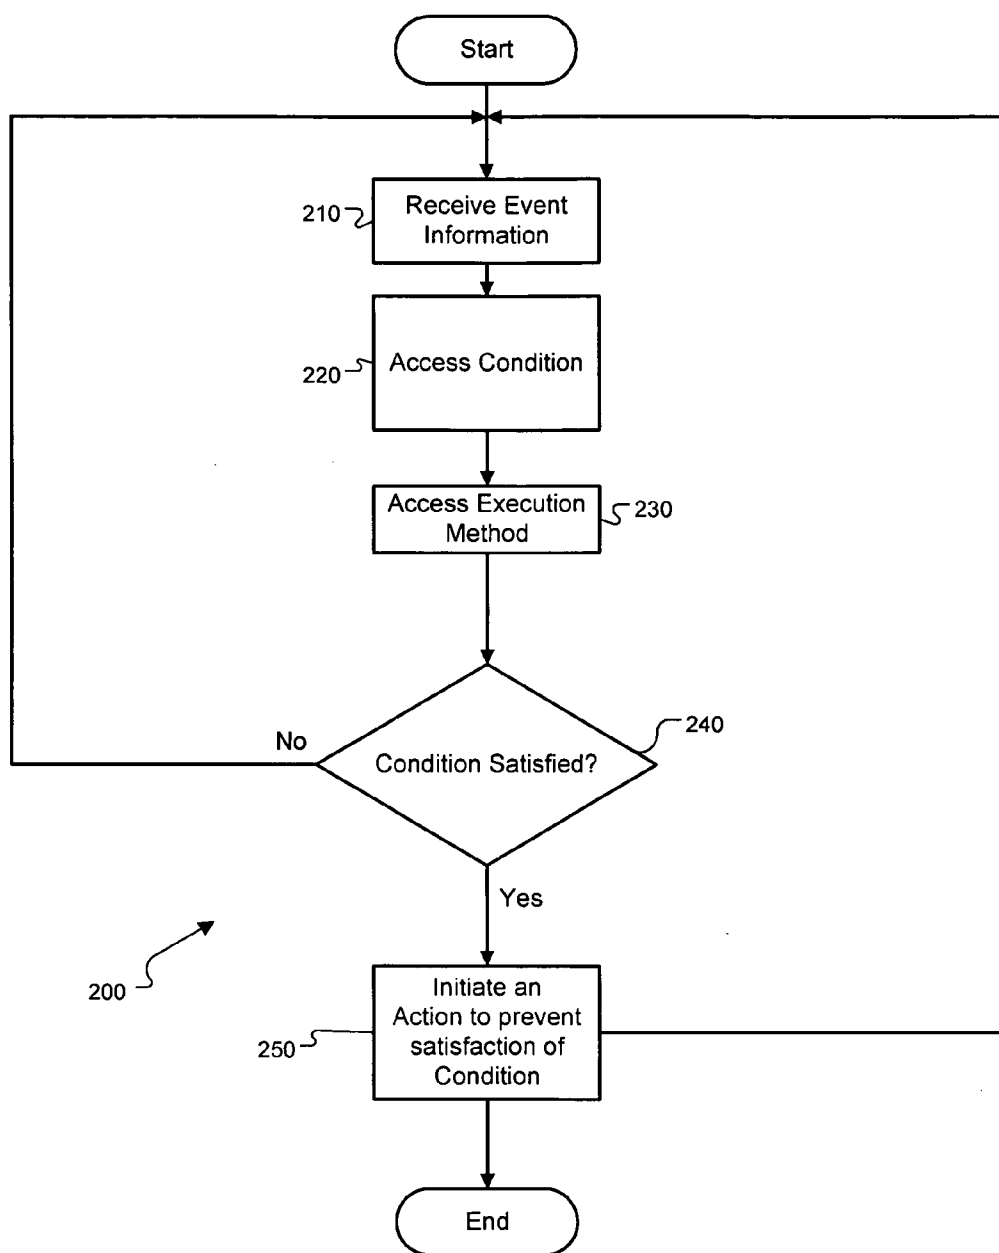 Start
210
Receive Event
Information
220
Access Condition
Access Execution
Method
230
240
No
Condition Satisfied?
Yes
200
250
Initiate an
Action to prevent
satisfaction of
Condition
End